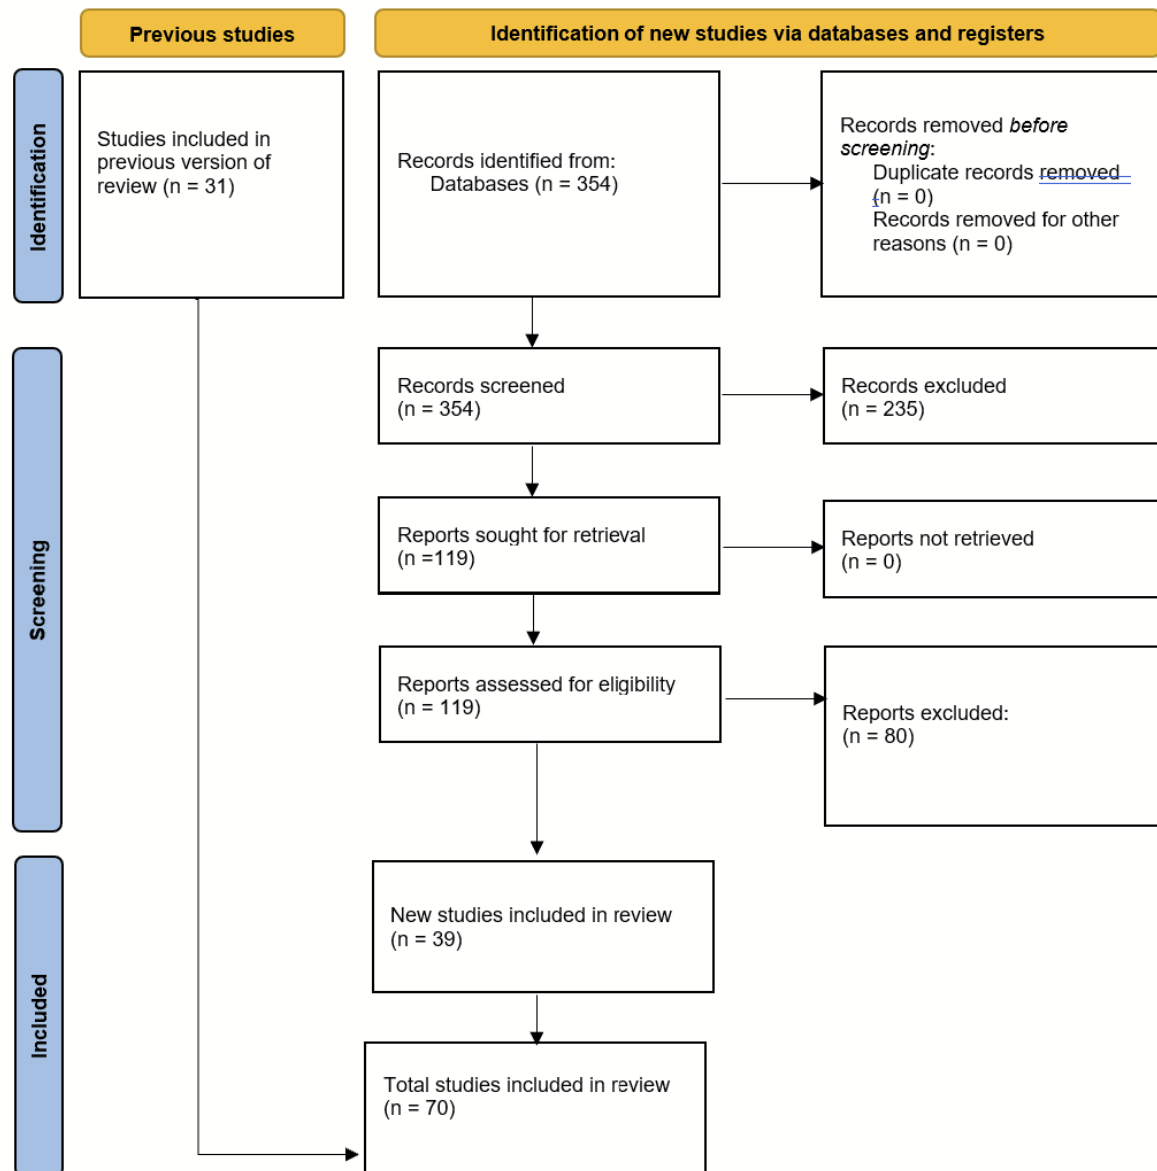 Previous studies
Identification of new studies via databases and registers
Identification
Studies included in
previous version of
review (n = 31)
Records identified from:
Databases (n = 354)
Records removed before
screening:
Duplicate records removed
(n = 0)
Records removed for other
reasons (n = 0)
Screening
Records screened
(n = 354)
Records excluded
(n = 235)
Reports sought for retrieval
(n =119)
Reports not retrieved
(n = 0)
Reports assessed for eligibility
(n = 119)
Reports excluded:
(n = 80)
Included
New studies included in review
(n = 39)
Total studies included in review
(n = 70)